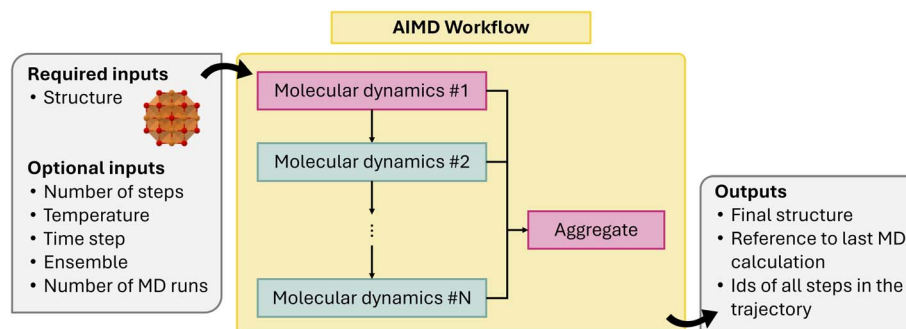 AIMD Workflow
Required inputs
• Structure
Optional inputs
• Number of steps
• Temperature
• Time step
• Ensemble
• Number of MD runs
Molecular dynamics #1
Molecular dynamics #2
⋮
Molecular dynamics #N
Aggregate
Outputs
• Final structure
• Reference to last MD
calculation
• Ids of all steps in the
trajectory